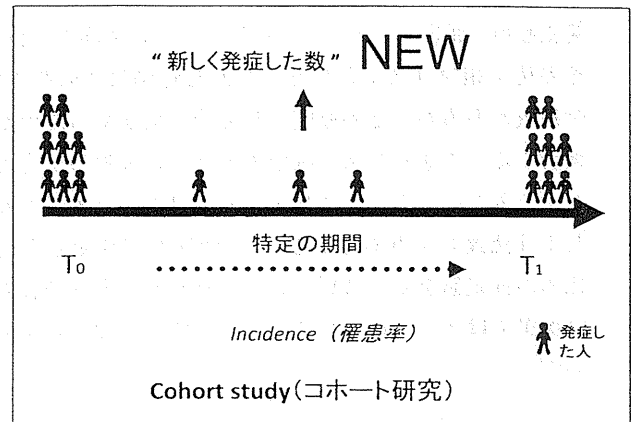 “新しく発症した数” NEW
特定の期間
T0
T1
Incidence（罹患率）
発症し
た人
Cohort study（コホート研究）